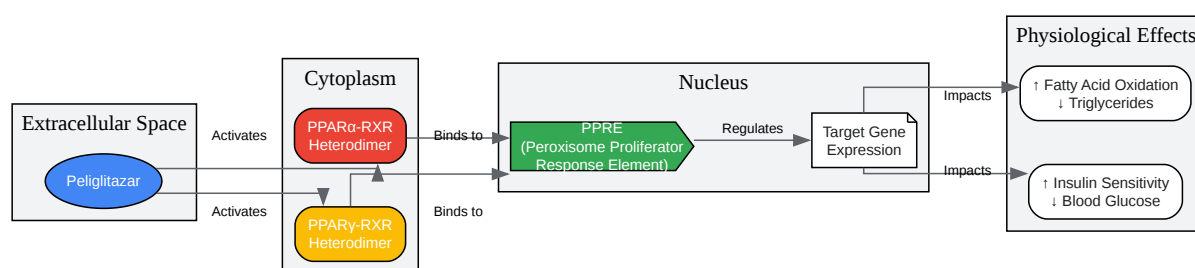 Extracellular Space
Peliglitazar
Activates
Activates
Cytoplasm
PPARα-RXR
Heterodimer
PPARγ-RXR
Heterodimer
Binds to
Binds to
Nucleus
PPRE
(Peroxisome Proliferator
Response Element)
Regulates
Target Gene
Expression
Impacts
Impacts
Physiological Effects
↑ Fatty Acid Oxidation
↓ Triglycerides
↑ Insulin Sensitivity
↓ Blood Glucose